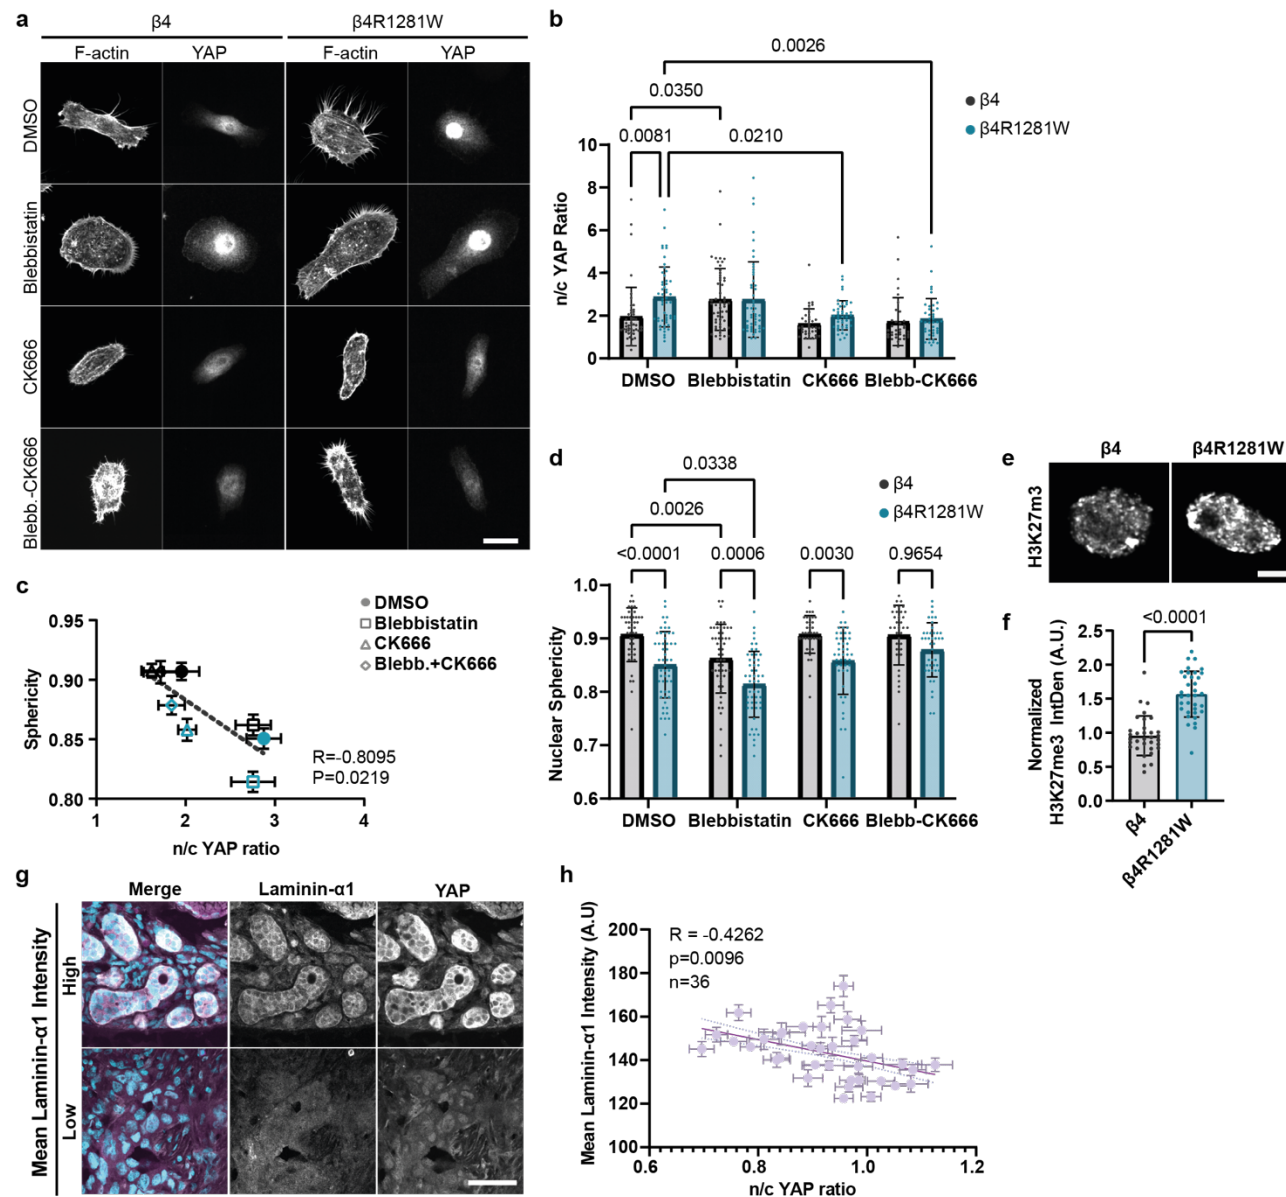 a
β4
β4R1281W
F-actin
YAP
F-actin
YAP
DMSO
Blebbistatin
CK666
Blebb.-CK666
b
0.0026
0.0350
0.0081
0.0210
β4
β4R1281W
n/c YAP Ratio
10
8
6
4
2
0
DMSO
Blebbistatin
CK666
Blebb-CK666
c
DMSO
Blebbistatin
CK666
Blebb.+CK666
Sphericity
0.95
0.90
0.85
0.80
R=-0.8095
P=0.0219
1
2
3
4
n/c YAP ratio
d
0.0338
0.0026
<0.0001
0.0006
0.0030
0.9654
β4
β4R1281W
Nuclear Sphericity
1.0
0.9
0.8
0.7
0.6
DMSO
Blebbistatin
CK666
Blebb-CK666
e
β4
β4R1281W
H3K27m3
f
<0.0001
Normalized
H3K27me3 IntDen (A.U.)
2.5
2.0
1.5
1.0
0.5
0.0
β4
β4R1281W
g
Merge
Laminin-α1
YAP
Mean Laminin-α1 Intensity
High
Low
h
Mean Laminin-α1 Intensity (A.U)
200
180
160
140
120
100
R = -0.4262
p=0.0096
n=36
0.6
0.8
1.0
1.2
n/c YAP ratio